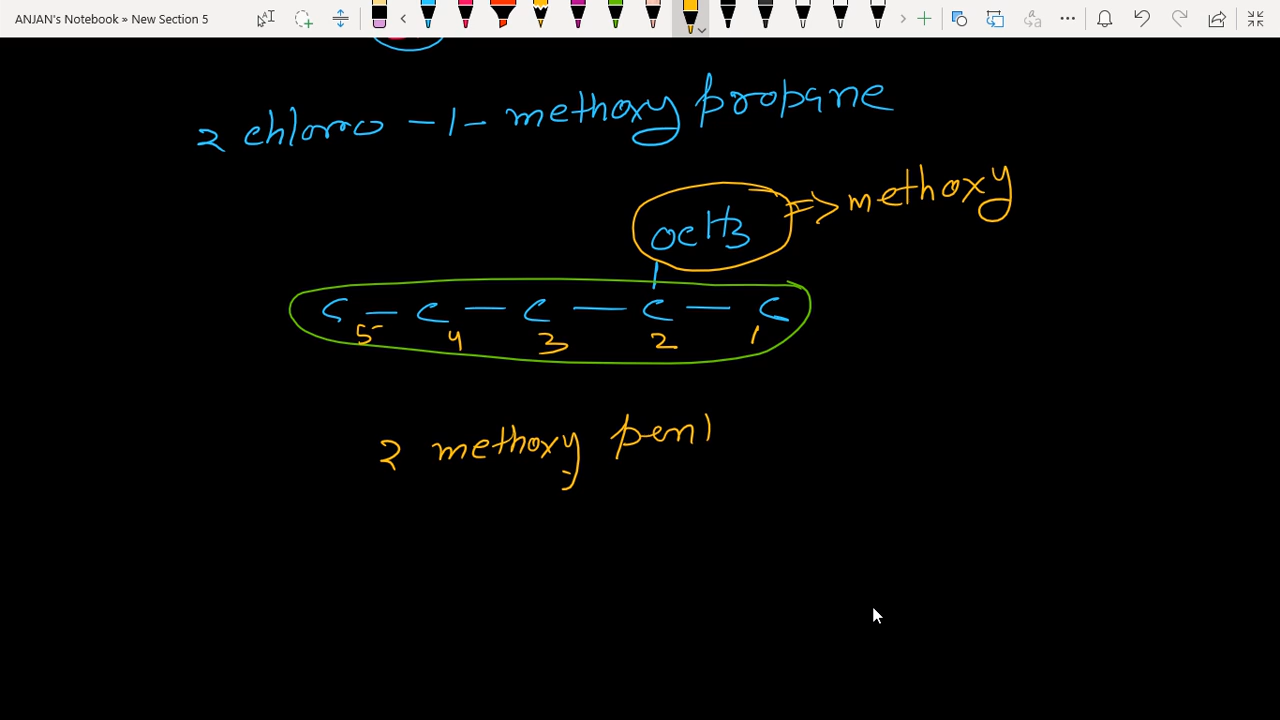 ANJAN's Notebook » New Section 5
2 chloro -1- methoxy propane
OCH3 => methoxy
C - C - C - C - C
5 4 3 2 1
2 methoxy pen